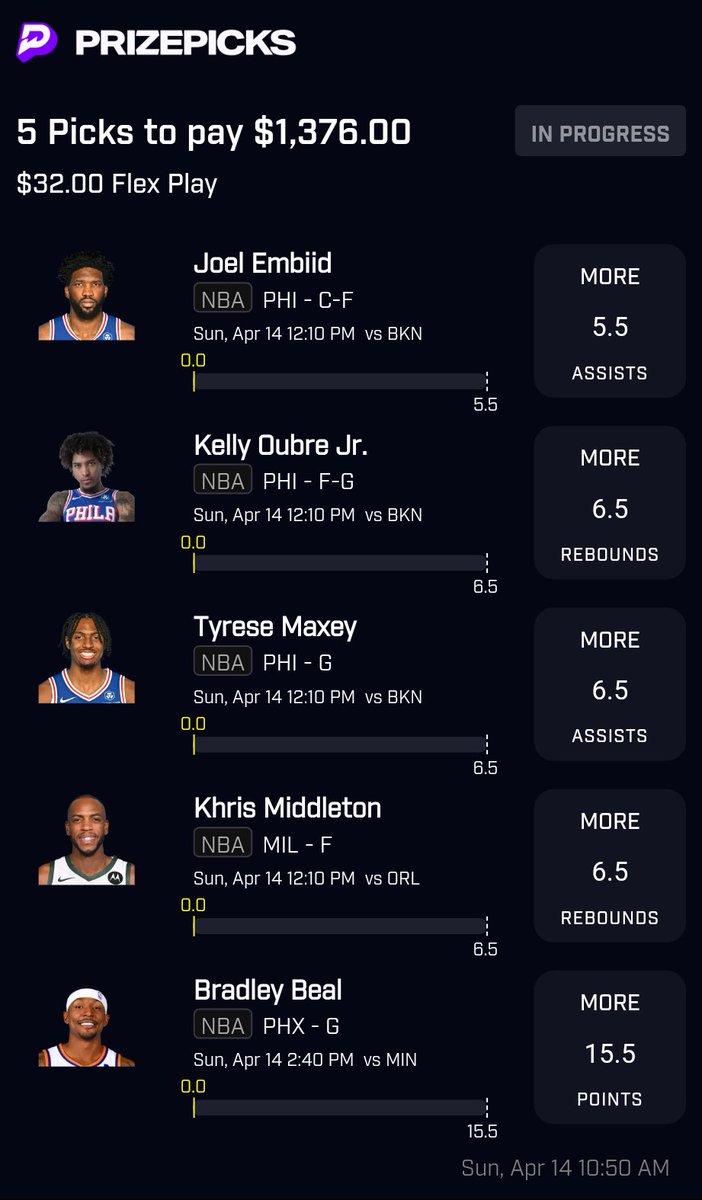 PRIZEPICKS
5 Picks to pay $1,376.00
IN PROGRESS
$32.00 Flex Play
Joel Embiid
NBA PHI - C-F
Sun, Apr 14 12:10 PM vs BKN
0.0
5.5
MORE
5.5
ASSISTS
Kelly Oubre Jr.
NBA PHI - F-G
Sun, Apr 14 12:10 PM vs BKN
0.0
6.5
MORE
6.5
REBOUNDS
PHILA
Tyrese Maxey
NBA PHI - G
Sun, Apr 14 12:10 PM vs BKN
0.0
6.5
MORE
6.5
ASSISTS
Khris Middleton
NBA MIL - F
Sun, Apr 14 12:10 PM vs ORL
0.0
6.5
MORE
6.5
REBOUNDS
Bradley Beal
NBA PHX - G
Sun, Apr 14 2:40 PM vs MIN
0.0
15.5
MORE
15.5
POINTS
Sun, Apr 14 10:50 AM